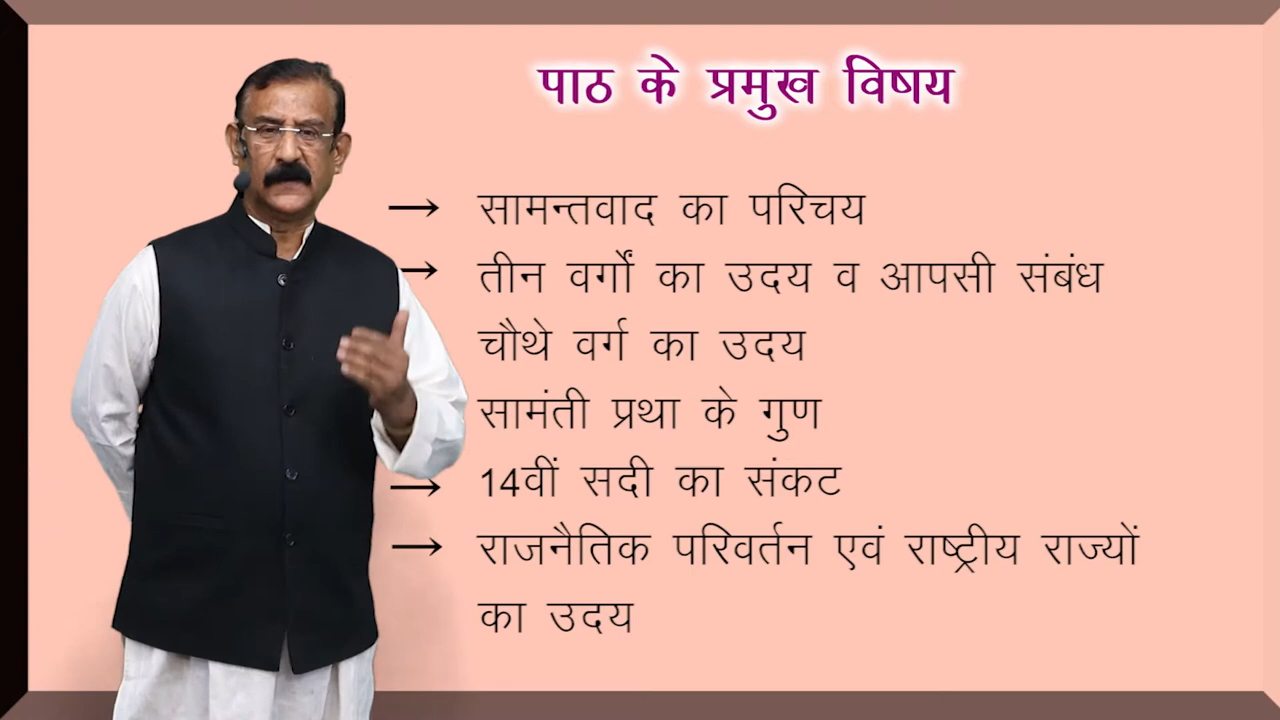 पाठ के प्रमुख विषय
→ सामन्तवाद का परिचय
→ तीन वर्गों का उदय व आपसी संबंध
चौथे वर्ग का उदय
सामंती प्रथा के गुण
→ 14वीं सदी का संकट
→ राजनैतिक परिवर्तन एवं राष्ट्रीय राज्यों
का उदय